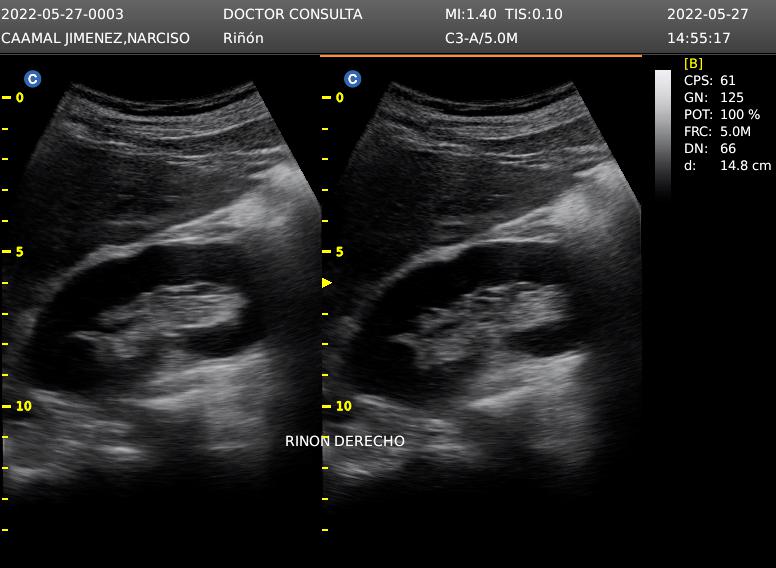 2022-05-27-0003 DOCTOR CONSULTA MI:1.40 TIS:0.10 2022-05-27
CAAMAL JIMENEZ,NARCISO Riñón C3-A/5.0M 14:55:17
[B]
CPS: 61
GN: 125
POT: 100 %
FRC: 5.0M
DN: 66
d: 14.8 cm
C C
0 0
5 5
10 10
RINON DERECHO